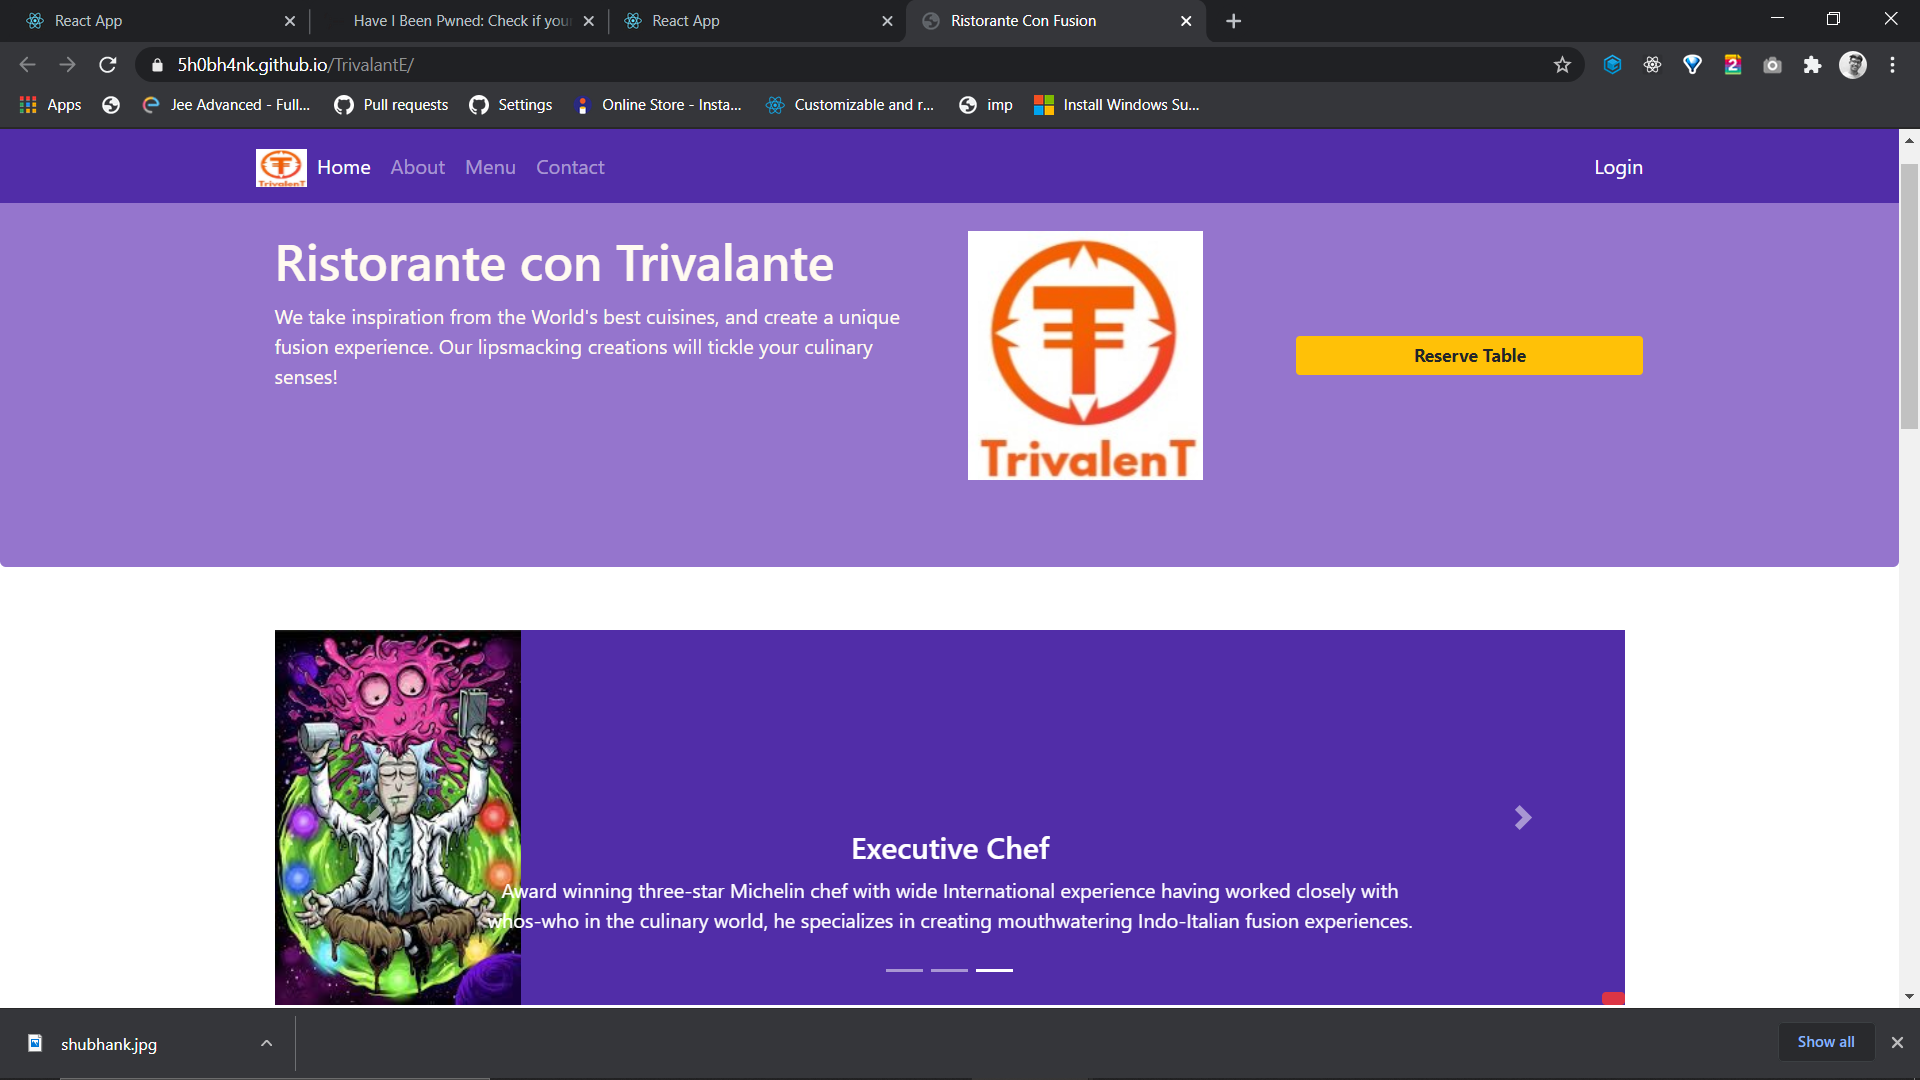 React App
Have I Been Pwned: Check if your
React App
Ristorante Con Fusion
5h0bh4nk.github.io/TrivalantE/
2
Apps
Jee Advanced - Full...
Pull requests
Settings
Online Store - Insta...
Customizable and r...
imp
Install Windows Su...
TrivalenT
Home
About
Menu
Contact
Login
Ristorante con Trivalante
We take inspiration from the World's best cuisines, and create a unique
fusion experience. Our lipsmacking creations will tickle your culinary
senses!
TrivalenT
Reserve Table
Executive Chef
Award winning three-star Michelin chef with wide International experience having worked closely with
whos-who in the culinary world, he specializes in creating mouthwatering Indo-Italian fusion experiences.
shubhank.jpg
Show all